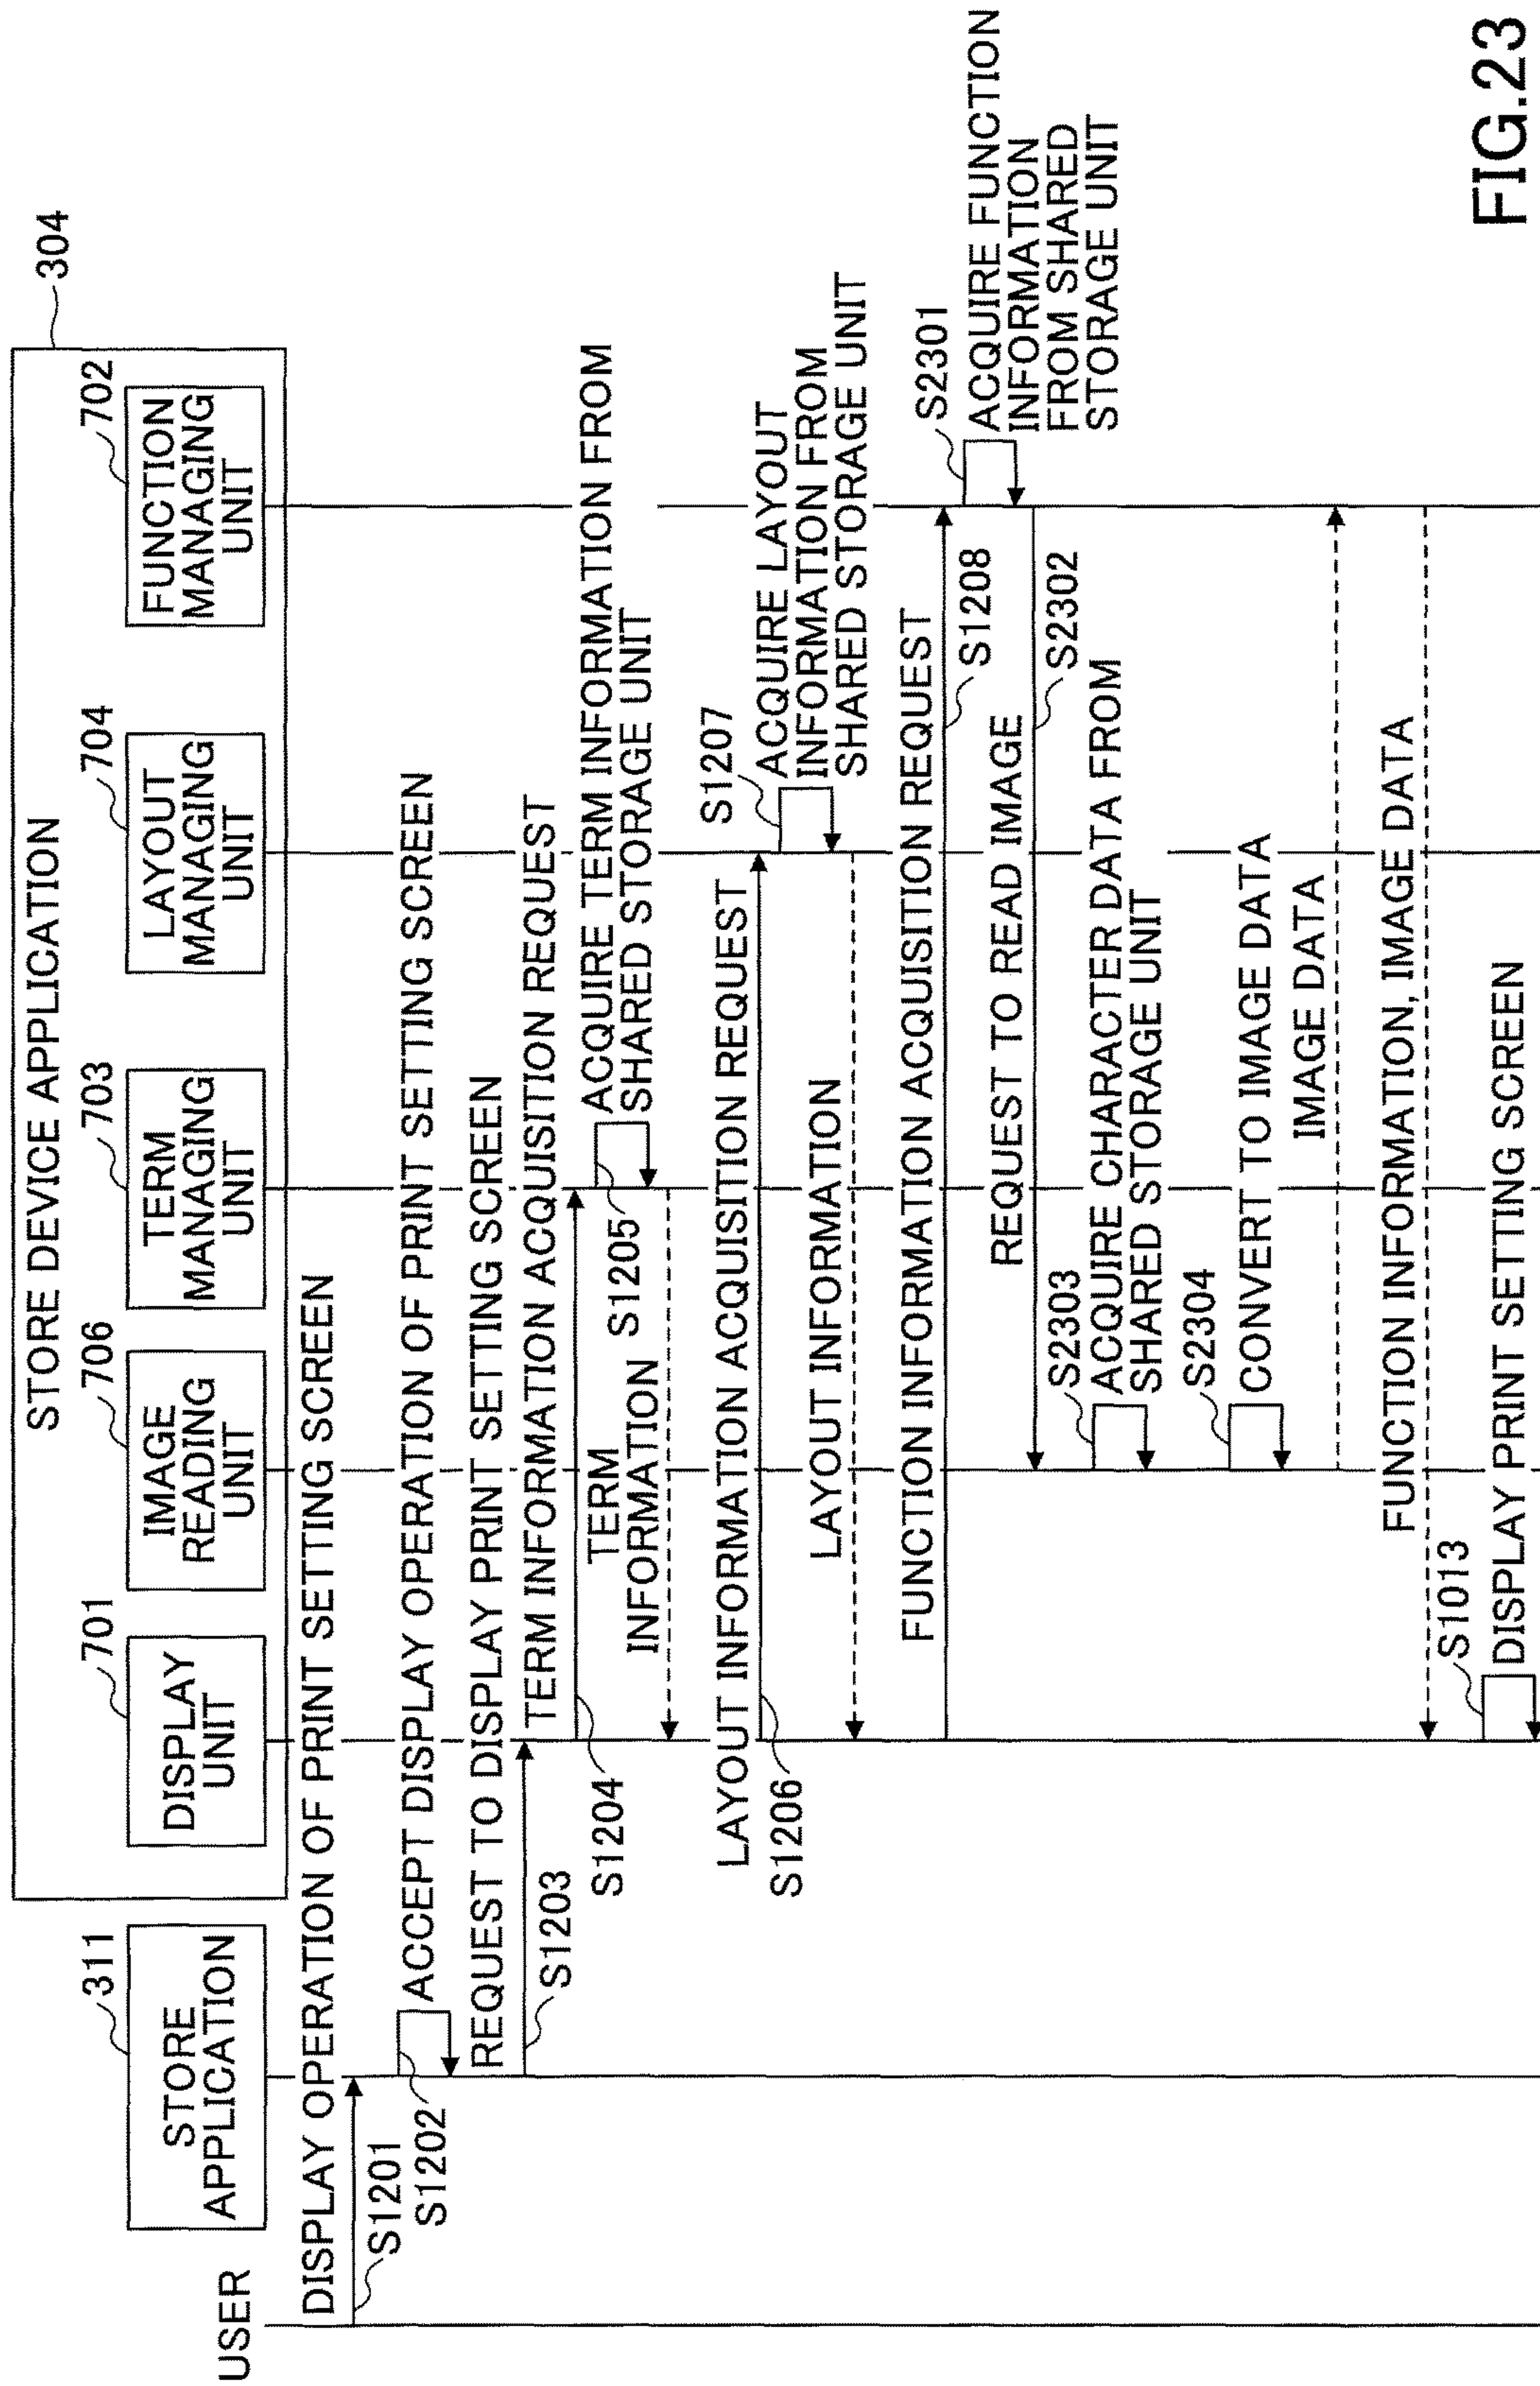 STORE DEVICE APPLICATION
304
311
701
706
703
704
702
USER
STORE
APPLICATION
DISPLAY
UNIT
IMAGE
READING
UNIT
TERM
MANAGING
UNIT
LAYOUT
MANAGING
UNIT
FUNCTION
MANAGING
UNIT
DISPLAY OPERATION OF PRINT SETTING SCREEN
S1201
S1202
ACCEPT DISPLAY OPERATION OF PRINT SETTING SCREEN
REQUEST TO DISPLAY PRINT SETTING SCREEN
S1203
TERM INFORMATION ACQUISITION REQUEST
S1204
ACQUIRE TERM INFORMATION FROM
SHARED STORAGE UNIT
S1205
TERM
INFORMATION
LAYOUT INFORMATION ACQUISITION REQUEST
S1206
S1207
ACQUIRE LAYOUT
INFORMATION FROM
SHARED STORAGE UNIT
LAYOUT INFORMATION
FUNCTION INFORMATION ACQUISITION REQUEST
S1208
S2301
ACQUIRE FUNCTION
INFORMATION
FROM SHARED
STORAGE UNIT
REQUEST TO READ IMAGE
S2302
S2303
ACQUIRE CHARACTER DATA FROM
SHARED STORAGE UNIT
S2304
CONVERT TO IMAGE DATA
IMAGE DATA
FUNCTION INFORMATION, IMAGE DATA
S1013
DISPLAY PRINT SETTING SCREEN
FIG.23